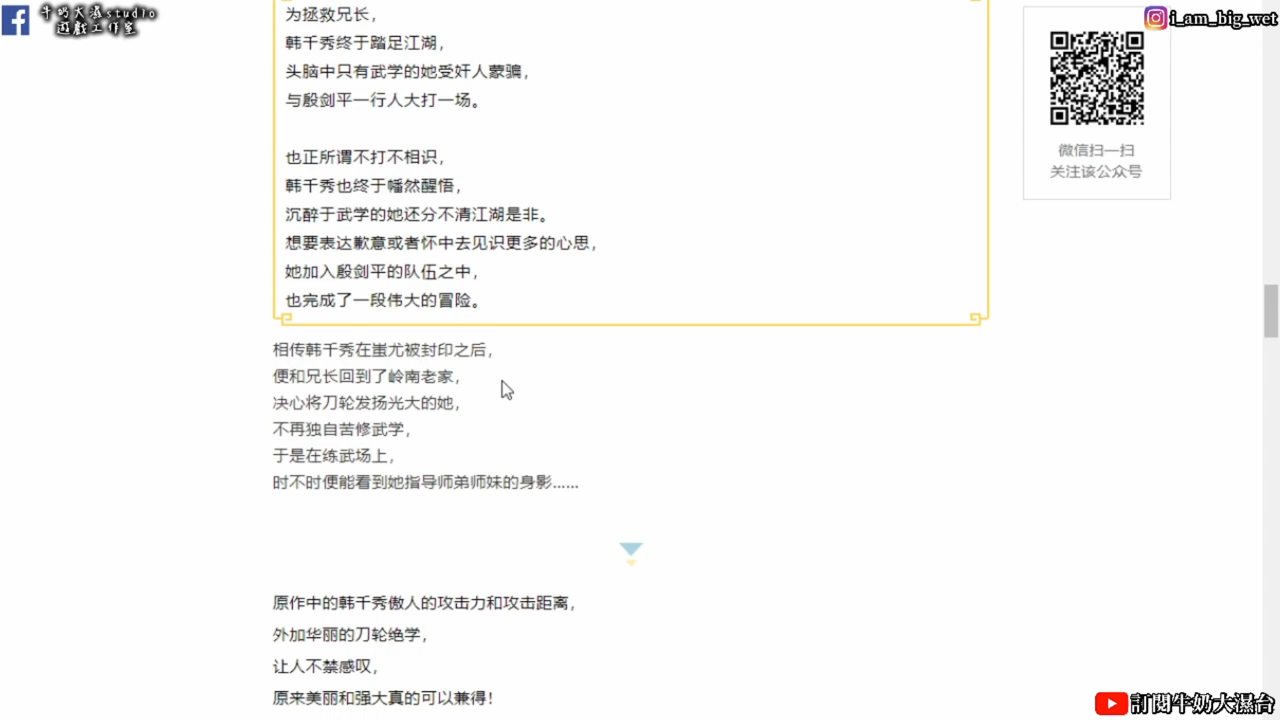 牛奶大濕studio
遊戲工作室
i_am_big_wet
为拯救兄长，
韩千秀终于踏足江湖，
头脑中只有武学的她受奸人蒙骗，
与殷剑平一行人大打一场。
也正所谓不打不相识，
韩千秀也终于幡然醒悟，
沉醉于武学的她还分不清江湖是非。
想要表达歉意或者怀中去见识更多的心思，
她加入殷剑平的队伍之中，
也完成了一段伟大的冒险。
微信扫一扫
关注该公众号
相传韩千秀在蚩尤被封印之后，
便和兄长回到了岭南老家，
决心将刀轮发扬光大的她，
不再独自苦修武学，
于是在练武场上，
时不时便能看到她指导师弟师妹的身影……
原作中的韩千秀傲人的攻击力和攻击距离，
外加华丽的刀轮绝学，
让人不禁感叹，
原来美丽和强大真的可以兼得！
訂閱牛奶大濕台